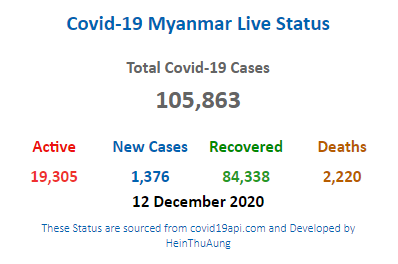 Covid-19 Myanmar Live Status
Total Covid-19 Cases
105,863
Active New Cases Recovered Deaths
19,305 1,376 84,338 2,220
12 December 2020
These Status are sourced from covid19api.com and Developed by
HeinThuAung